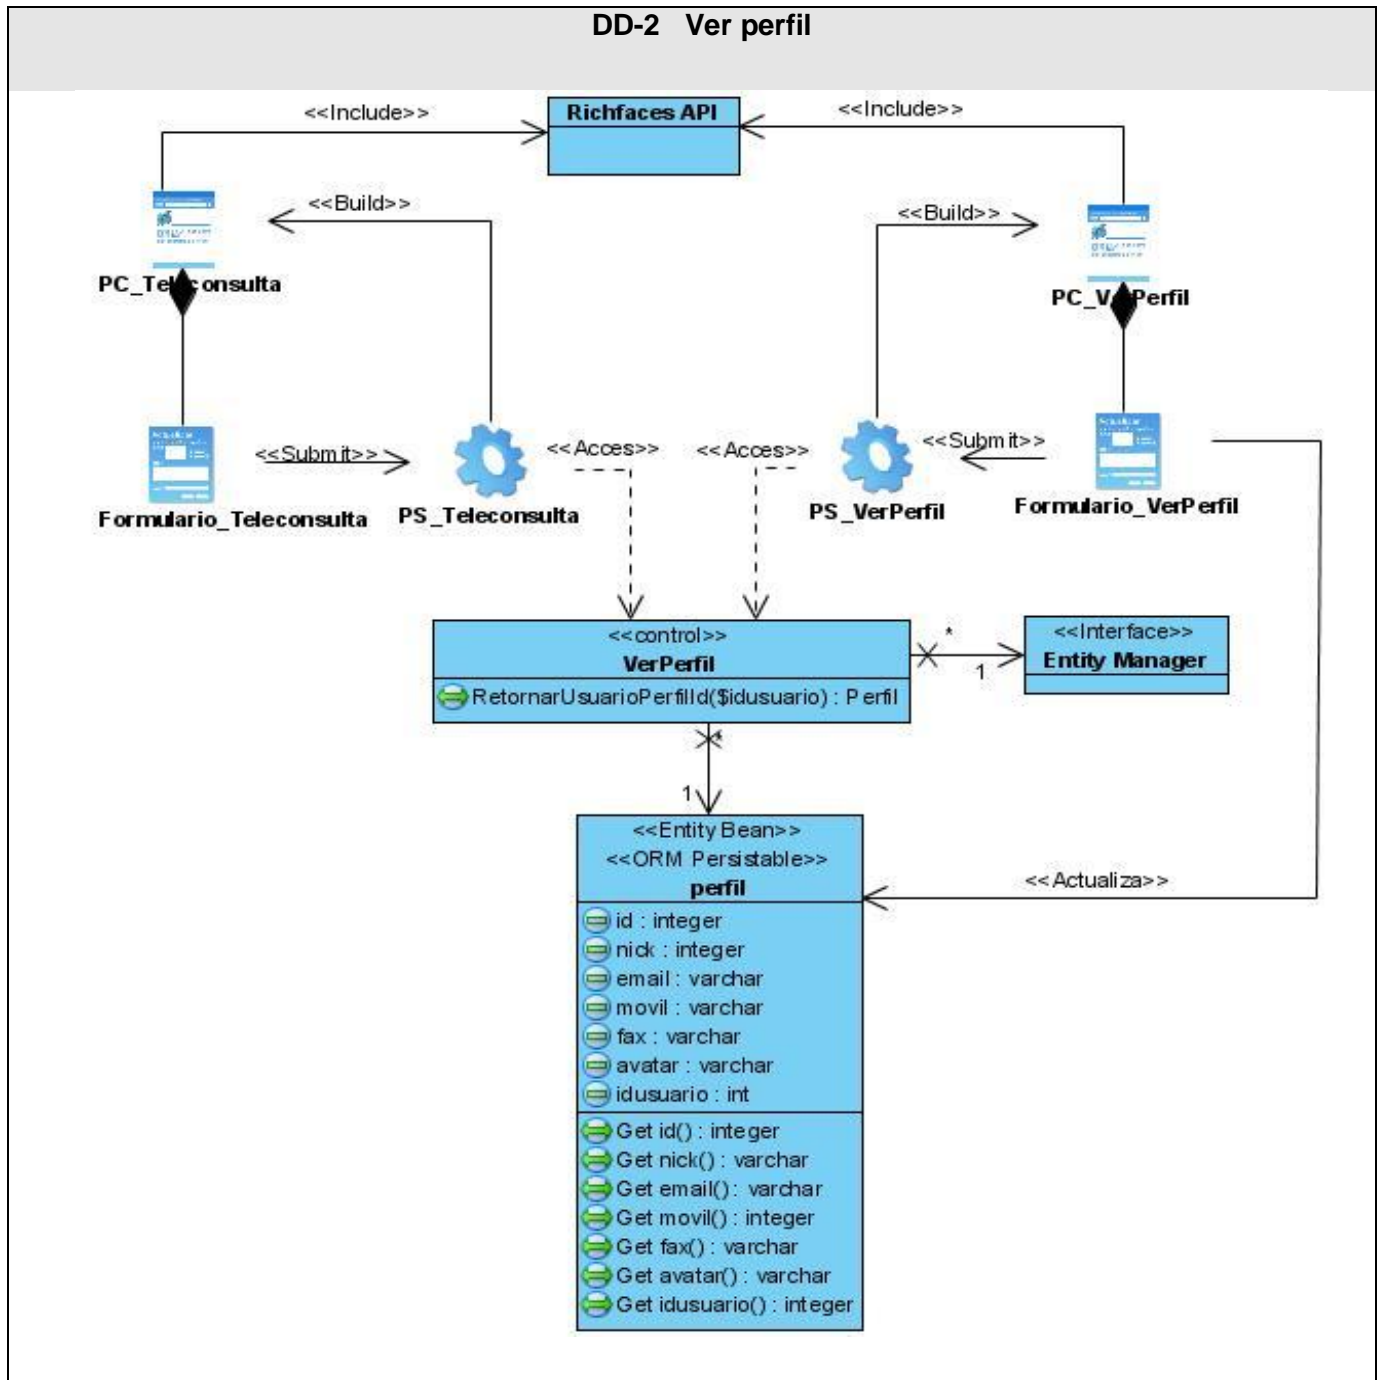 DD-2 Ver perfil
<<Include>>
Richfaces API
<<Include>>
<<Build>>
<<Build>>
PC_Teleconsulta
PC_VerPerfil
<<Submit>>
<<Acces>>
<<Acces>>
<<Submit>>
Formulario_Teleconsulta
PS_Teleconsulta
PS_VerPerfil
Formulario_VerPerfil
<<control>>
VerPerfil
RetornarUsuarioPerfilId($idusuario) : Perfil
*
1
<<Interface>>
Entity Manager
*
1
<<Entity Bean>>
<<ORM Persistable>>
perfil
<<Actualiza>>
id : integer
nick : integer
email : varchar
movil : varchar
fax : varchar
avatar : varchar
idusuario : int
Get id() : integer
Get nick() : varchar
Get email() : varchar
Get movil() : integer
Get fax() : varchar
Get avatar() : varchar
Get idusuario() : integer